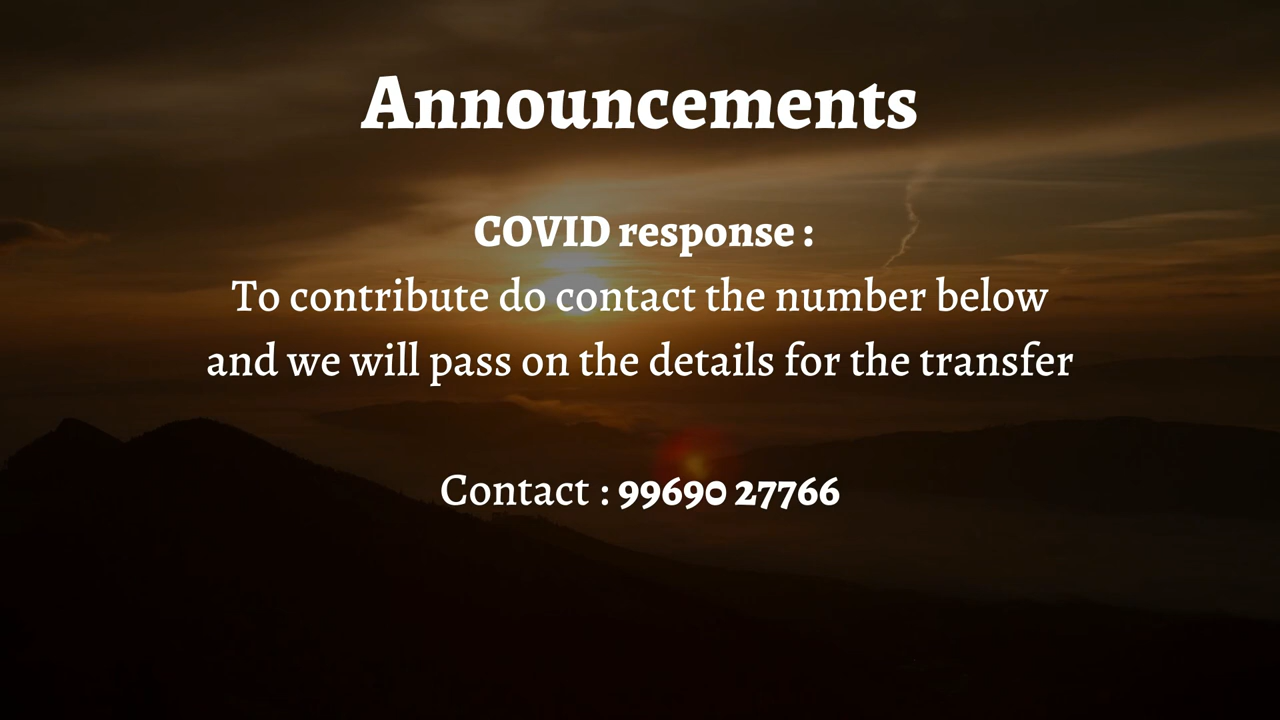 Announcements
COVID response :
To contribute do contact the number below
and we will pass on the details for the transfer
Contact : 99690 27766